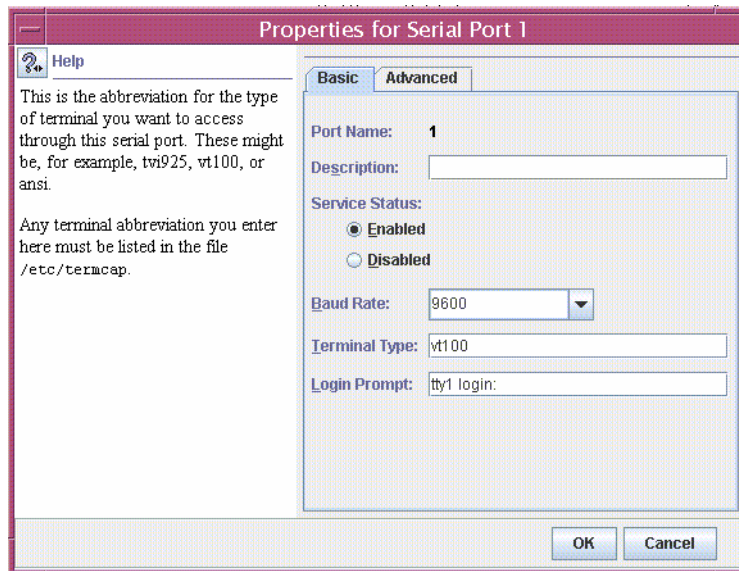 Properties for Serial Port 1
Help
This is the abbreviation for the type
of terminal you want to access
through this serial port. These might
be, for example, tvi925, vt100, or
ansi.
Any terminal abbreviation you enter
here must be listed in the file
/etc/termcap.
Basic
Advanced
Port Name: 1
Description:
Service Status:
Enabled
Disabled
Baud Rate: 9600
Terminal Type: vt100
Login Prompt: tty1 login:
OK
Cancel